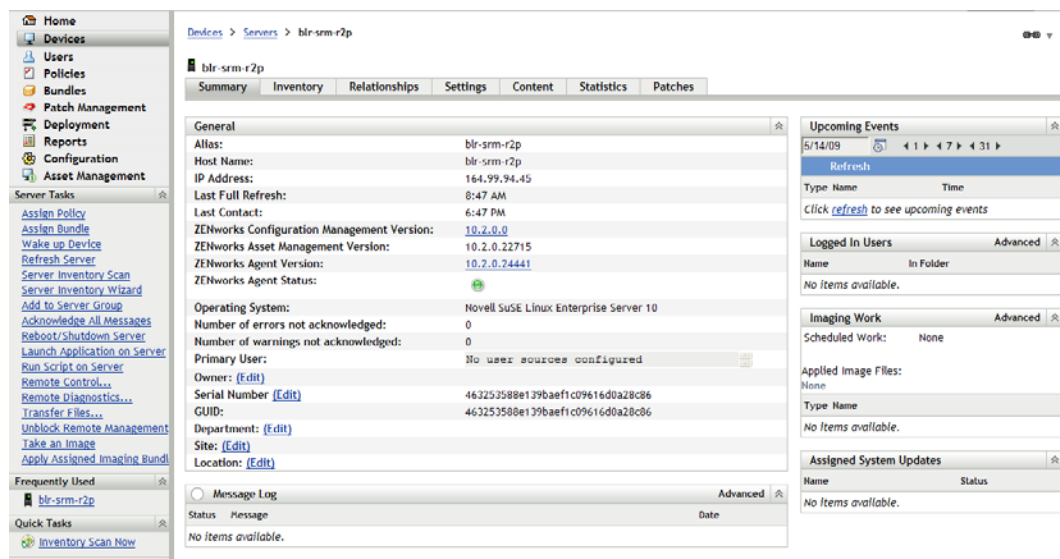 Home
Devices
Users
Policies
Bundles
Patch Management
Deployment
Reports
Configuration
Asset Management
Server Tasks
Assign Policy
Assign Bundle
Wake up Device
Refresh Server
Server Inventory Scan
Server Inventory Wizard
Add to Server Group
Acknowledge All Messages
Reboot/Shutdown Server
Launch Application on Server
Run Script on Server
Remote Control...
Remote Diagnostics...
Transfer Files...
Unblock Remote Management
Take an Image
Apply Assigned Imaging Bundl
Frequently Used
blr-srm-r2p
Quick Tasks
Inventory Scan Now
Devices > Servers > blr-srm-r2p
blr-srm-r2p
Summary Inventory Relationships Settings Content Statistics Patches
General
Alias: blr-srm-r2p
Host Name: blr-srm-r2p
IP Address: 164.99.94.45
Last Full Refresh: 8:47 AM
Last Contact: 6:47 PM
ZENworks Configuration Management Version: 10.2.0.0
ZENworks Asset Management Version: 10.2.0.22715
ZENworks Agent Version: 10.2.0.24441
ZENworks Agent Status:
Operating System: Novell SuSE Linux Enterprise Server 10
Number of errors not acknowledged: 0
Number of warnings not acknowledged: 0
Primary User: No user sources configured
Owner: (Edit)
Serial Number (Edit) 463253588e139baef1c09616d0a28c86
GUID: 463253588e139baef1c09616d0a28c86
Department: (Edit)
Site: (Edit)
Location: (Edit)
Message Log Advanced
Status Message Date
No items available.
Upcoming Events
5/14/09 1 7 31
Refresh
Type Name Time
Click refresh to see upcoming events
Logged In Users Advanced
Name In Folder
No items available.
Imaging Work Advanced
Scheduled Work: None
Applied Image Files:
None
Type Name
No items available.
Assigned System Updates
Name Status
No items available.